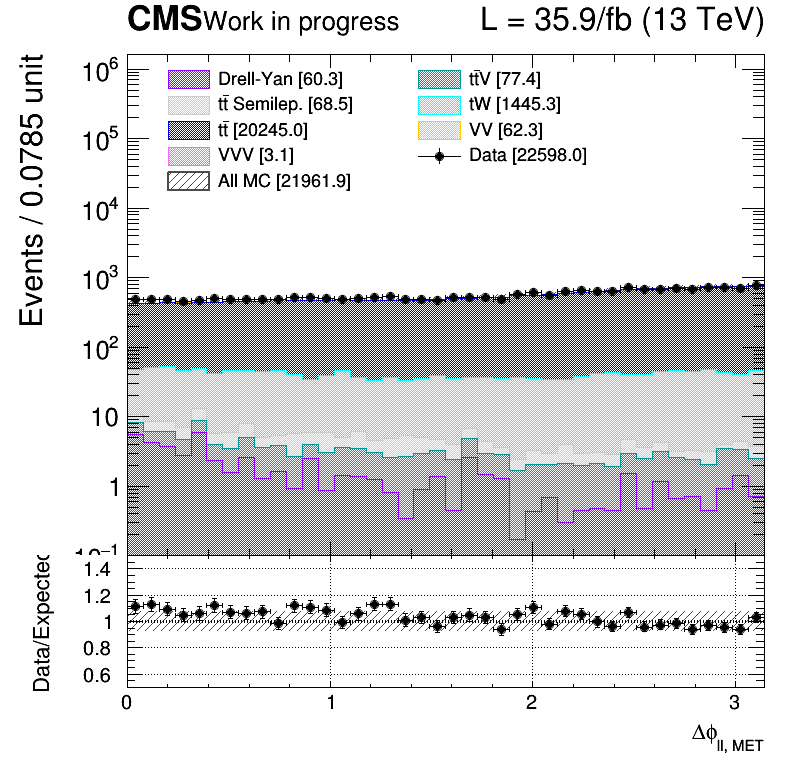 CMS Work in progress L = 35.9/fb (13 TeV)
Events / 0.0785 unit
10⁶
10⁵
10⁴
10³
10²
10
1
10⁻¹
Drell-Yan [60.3]
tt̄ Semilep. [68.5]
tt̄ [20245.0]
VVV [3.1]
All MC [21961.9]
tt̄V [77.4]
tW [1445.3]
VV [62.3]
Data [22598.0]
Data/Expected
1.4
1.2
1
0.8
0.6
0 1 2 3
Δϕ_{ll, MET}